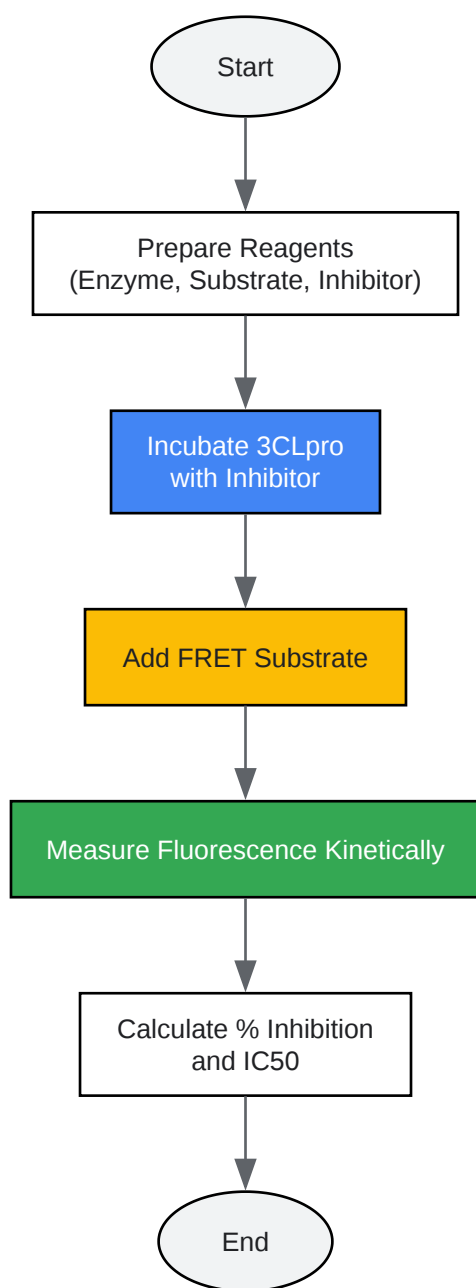 Start
Prepare Reagents
(Enzyme, Substrate, Inhibitor)
Incubate 3CLpro
with Inhibitor
Add FRET Substrate
Measure Fluorescence Kinetically
Calculate % Inhibition
and IC50
End